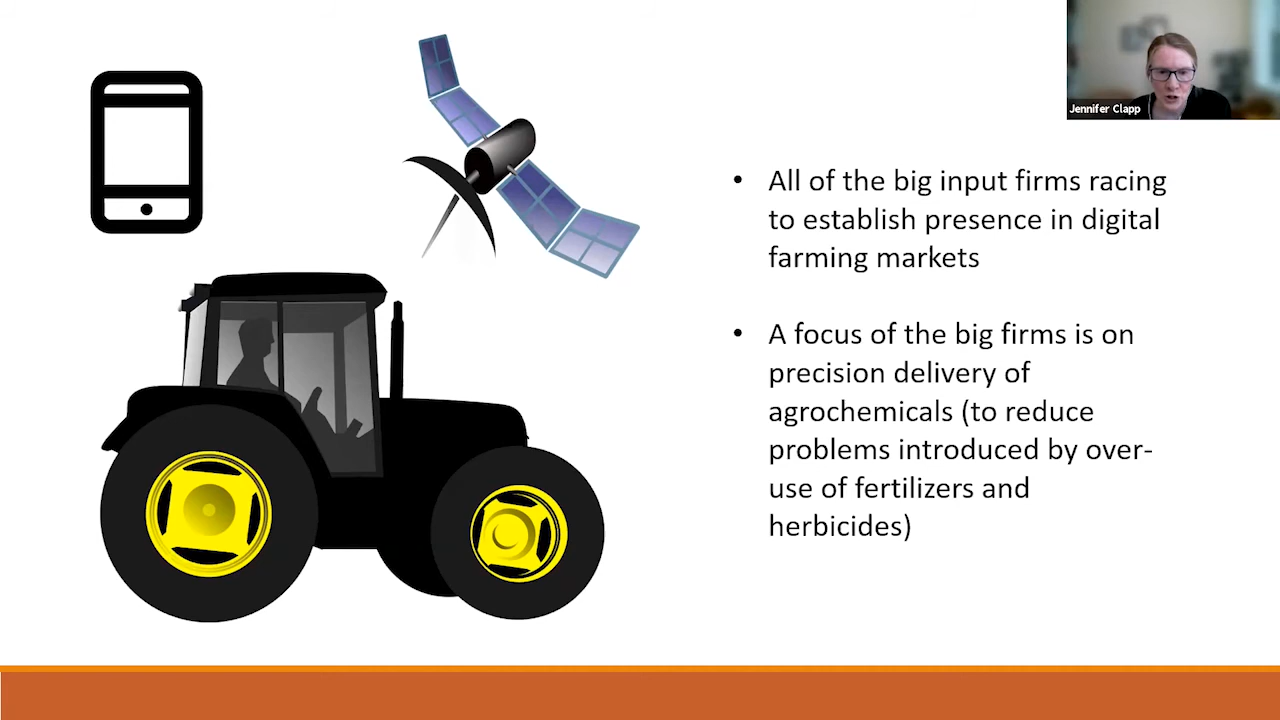 Jennifer Clapp
• All of the big input firms racing
to establish presence in digital
farming markets
• A focus of the big firms is on
precision delivery of
agrochemicals (to reduce
problems introduced by over-
use of fertilizers and
herbicides)